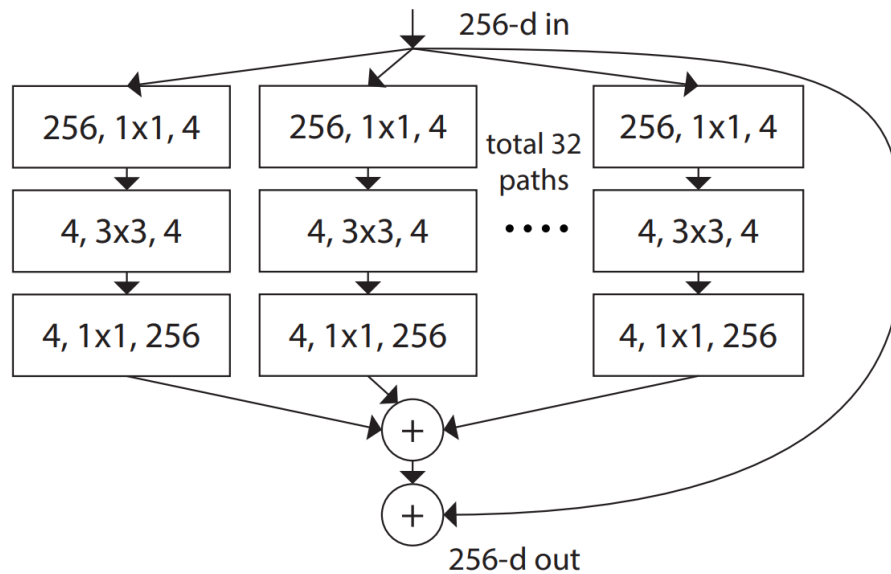 256-d in
256, 1x1, 4
256, 1x1, 4
256, 1x1, 4
total 32
paths
4, 3x3, 4
4, 3x3, 4
....
4, 3x3, 4
4, 1x1, 256
4, 1x1, 256
4, 1x1, 256
+
+
256-d out